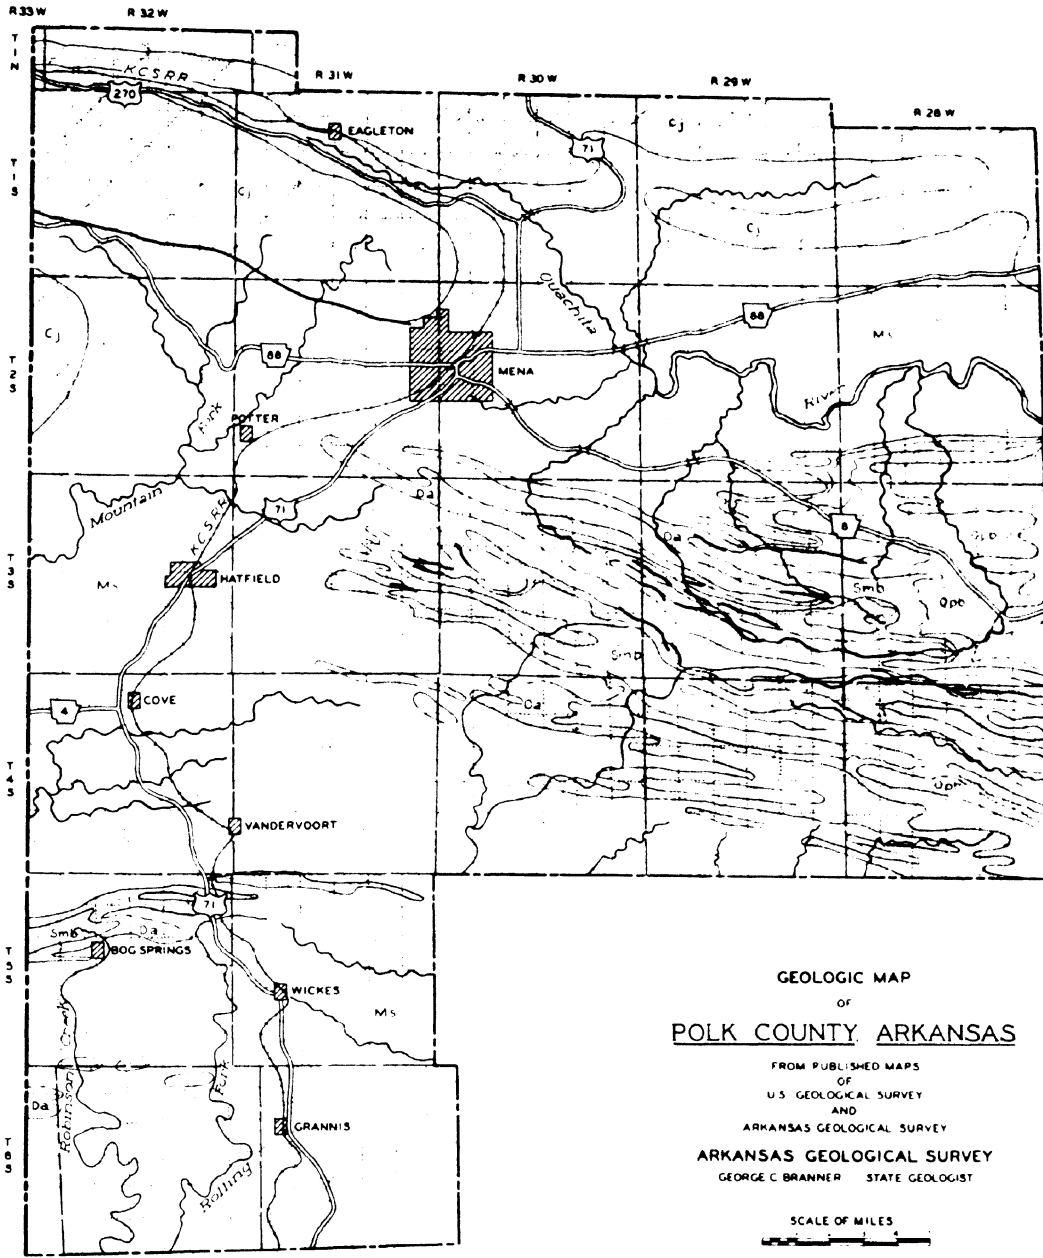 R 33 W R 32 W
T 1 N
KCSRR
270
R 31 W
R 30 W
R 29 W
R 28 W
EAGLETON
71
Cj
T 1 S
Cj
Cj
Ouachita
Cj
88
Ms
T 2 S
88
MENA
River
Fork
POTTER
Mountain
KCSRR
71
Da
Da
8
T 3 S
Ms
HATFIELD
Smb
Opc
Smb
4
COVE
Da
T 4 S
VANDERVOORT
71
Smb
Da
BOG SPRINGS
T 5 S
WICKES
Ms
Robinson Creek
Fork
Da
GRANNIS
T 6 S
Rolling
GEOLOGIC MAP
OF
POLK COUNTY ARKANSAS
FROM PUBLISHED MAPS
OF
U.S. GEOLOGICAL SURVEY
AND
ARKANSAS GEOLOGICAL SURVEY
ARKANSAS GEOLOGICAL SURVEY
GEORGE C BRANNER STATE GEOLOGIST
SCALE OF MILES